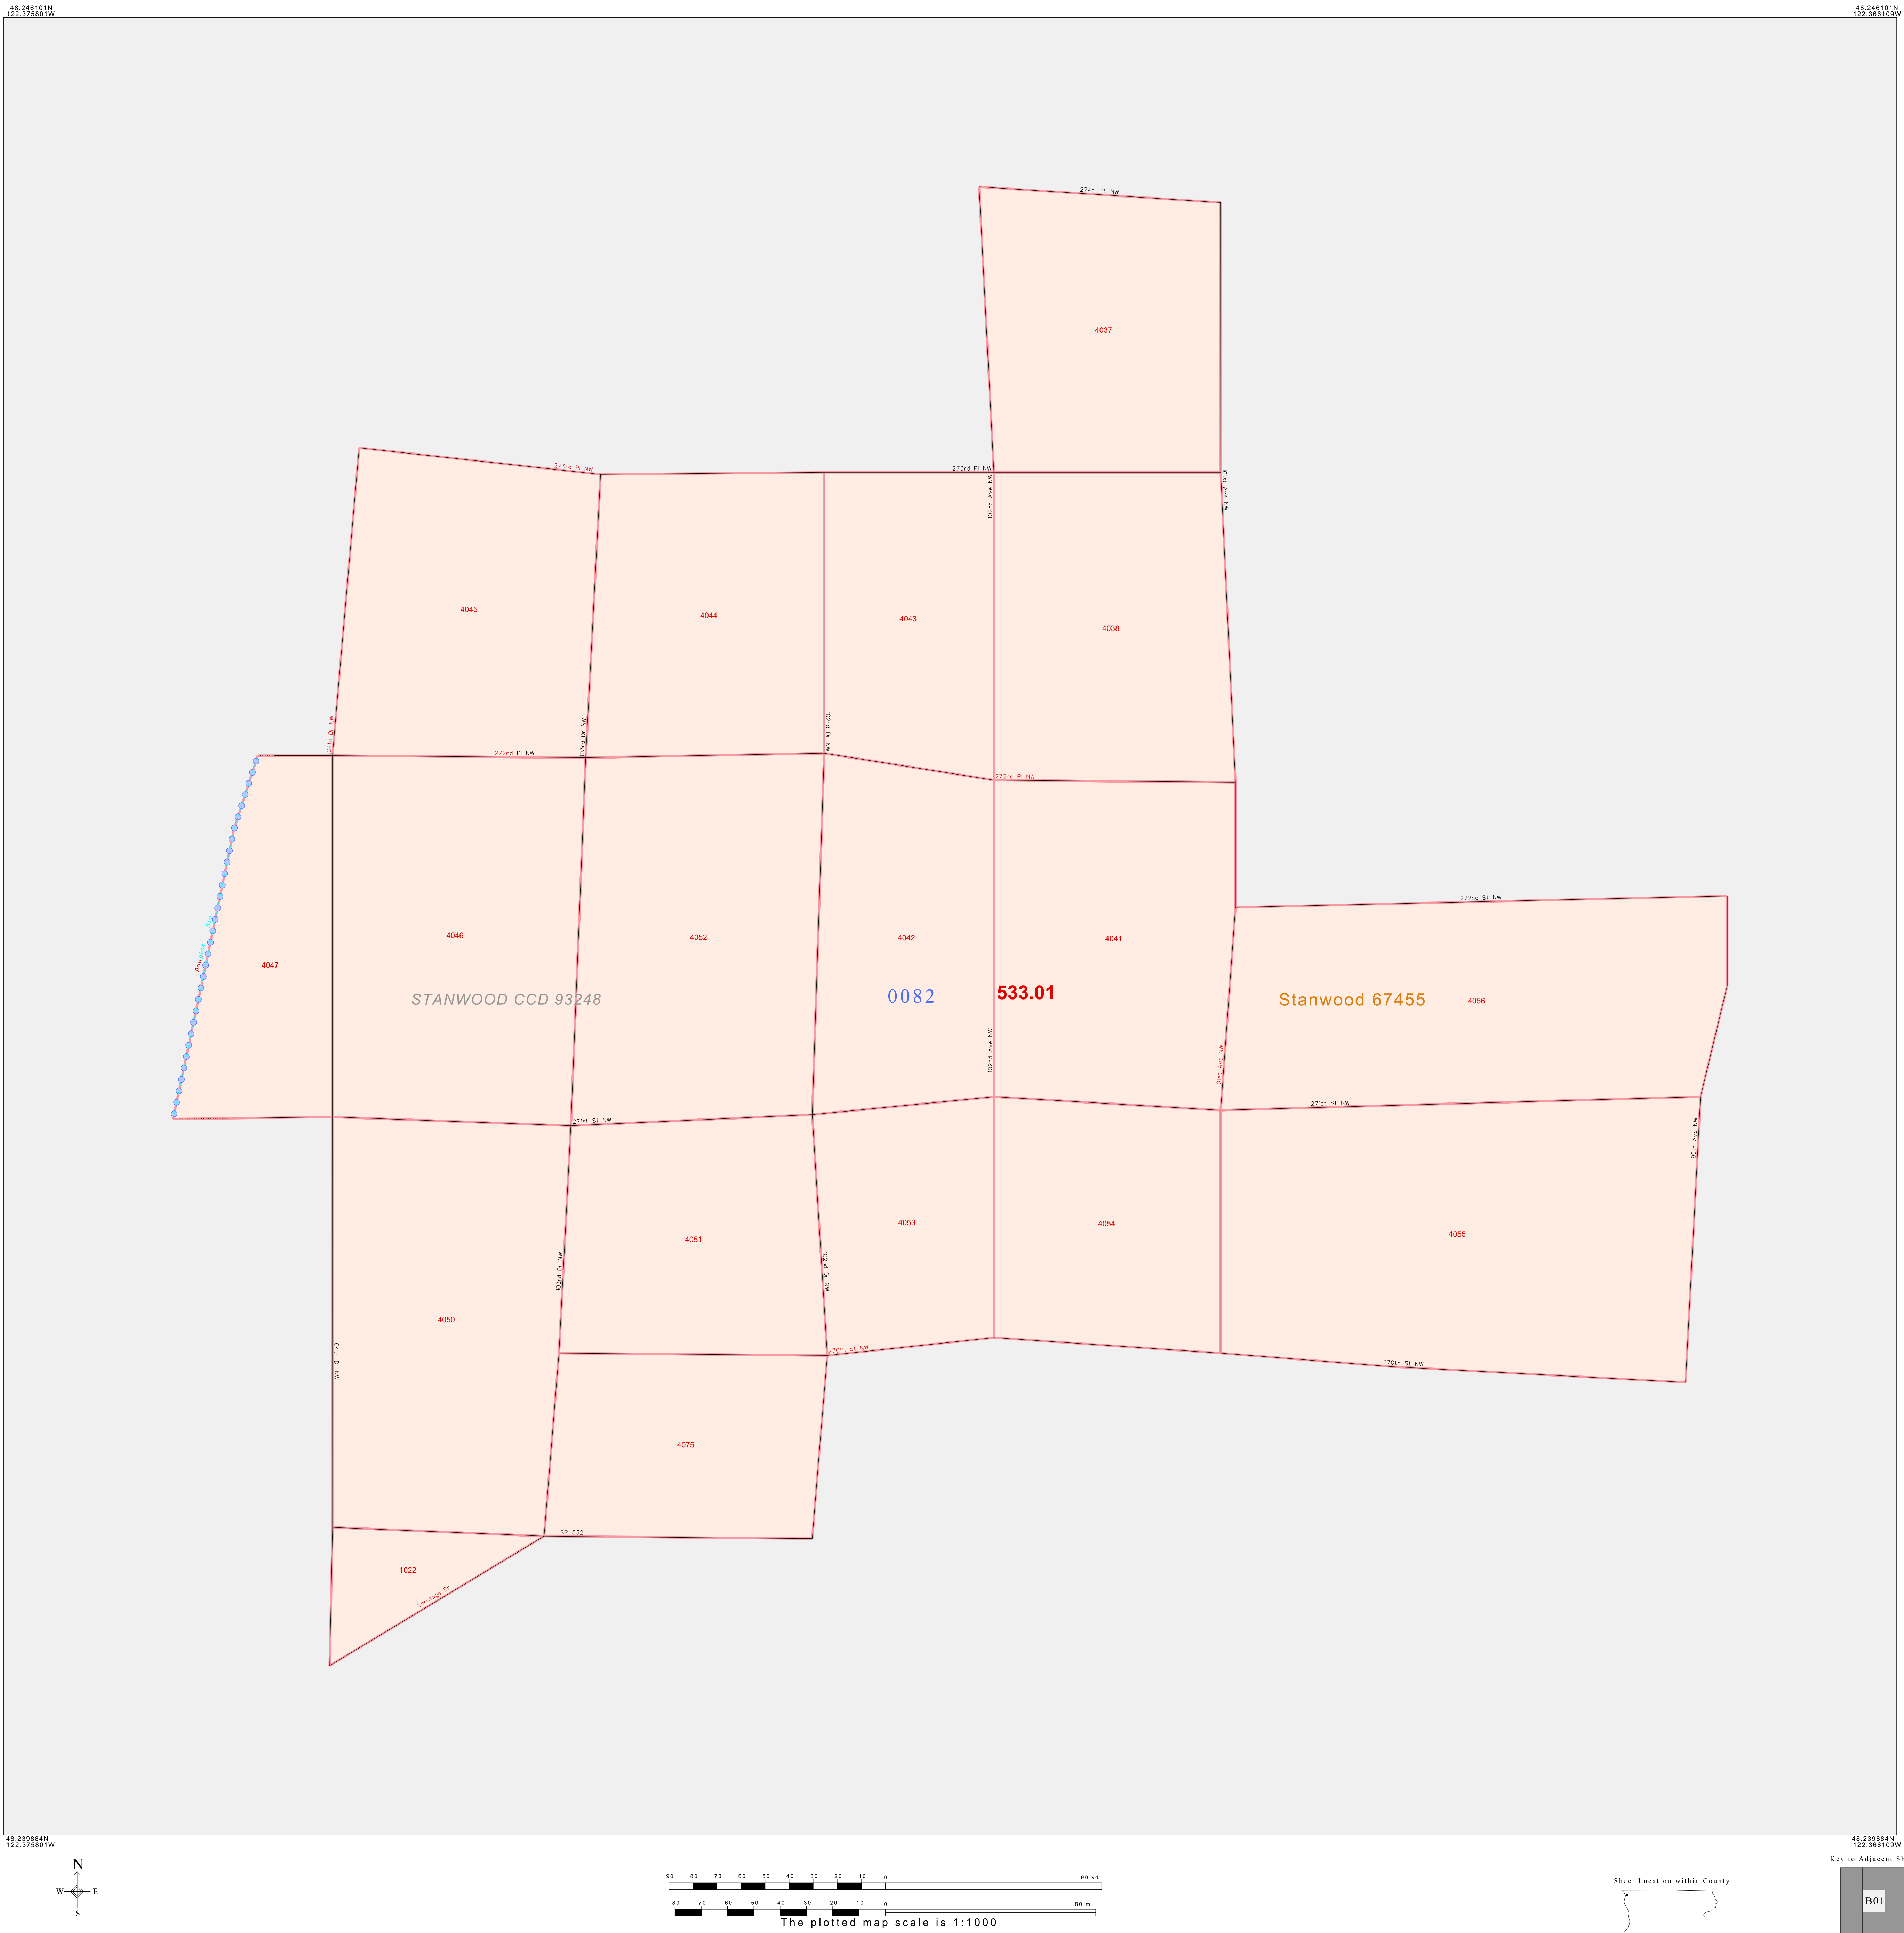 48.246101N
122.375801W
48.246101N
122.366109W
274th Pl NW
4037
273rd Pl NW
273rd Pl NW
102nd Ave NW
101st Ave NW
4045
4044
4043
4038
104th Dr NW
272nd Pl NW
103rd Dr NW
102nd Dr NW
272nd Pl NW
272nd St NW
4047
4046
4052
4042
4041
STANWOOD CCD 93248
0082
533.01
Stanwood 67455
4056
102nd Ave NW
101st Ave NW
271st St NW
271st St NW
99th Ave NW
4053
4054
4055
4051
103rd Dr NW
102nd Dr NW
4050
104th Dr NW
270th St NW
270th St NW
4075
SR 532
1022
Saratoga Dr
48.239884N
122.375801W
48.239884N
122.366109W
N
W E
S
90 80 70 60 50 40 30 20 10 0 90 yd
80 70 60 50 40 30 20 10 0 80 m
The plotted map scale is 1:1000
Sheet Location within County
Key to Adjacent Sh
B01